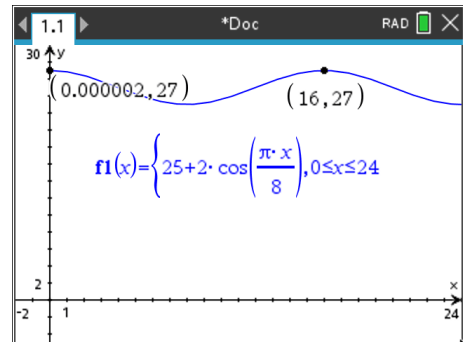 1.1 *Doc RAD
30 y
(0.000002,27) (16,27)
f1(x)={25+2·cos(π·x/8),0≤x≤24
2
x
-2 1 24